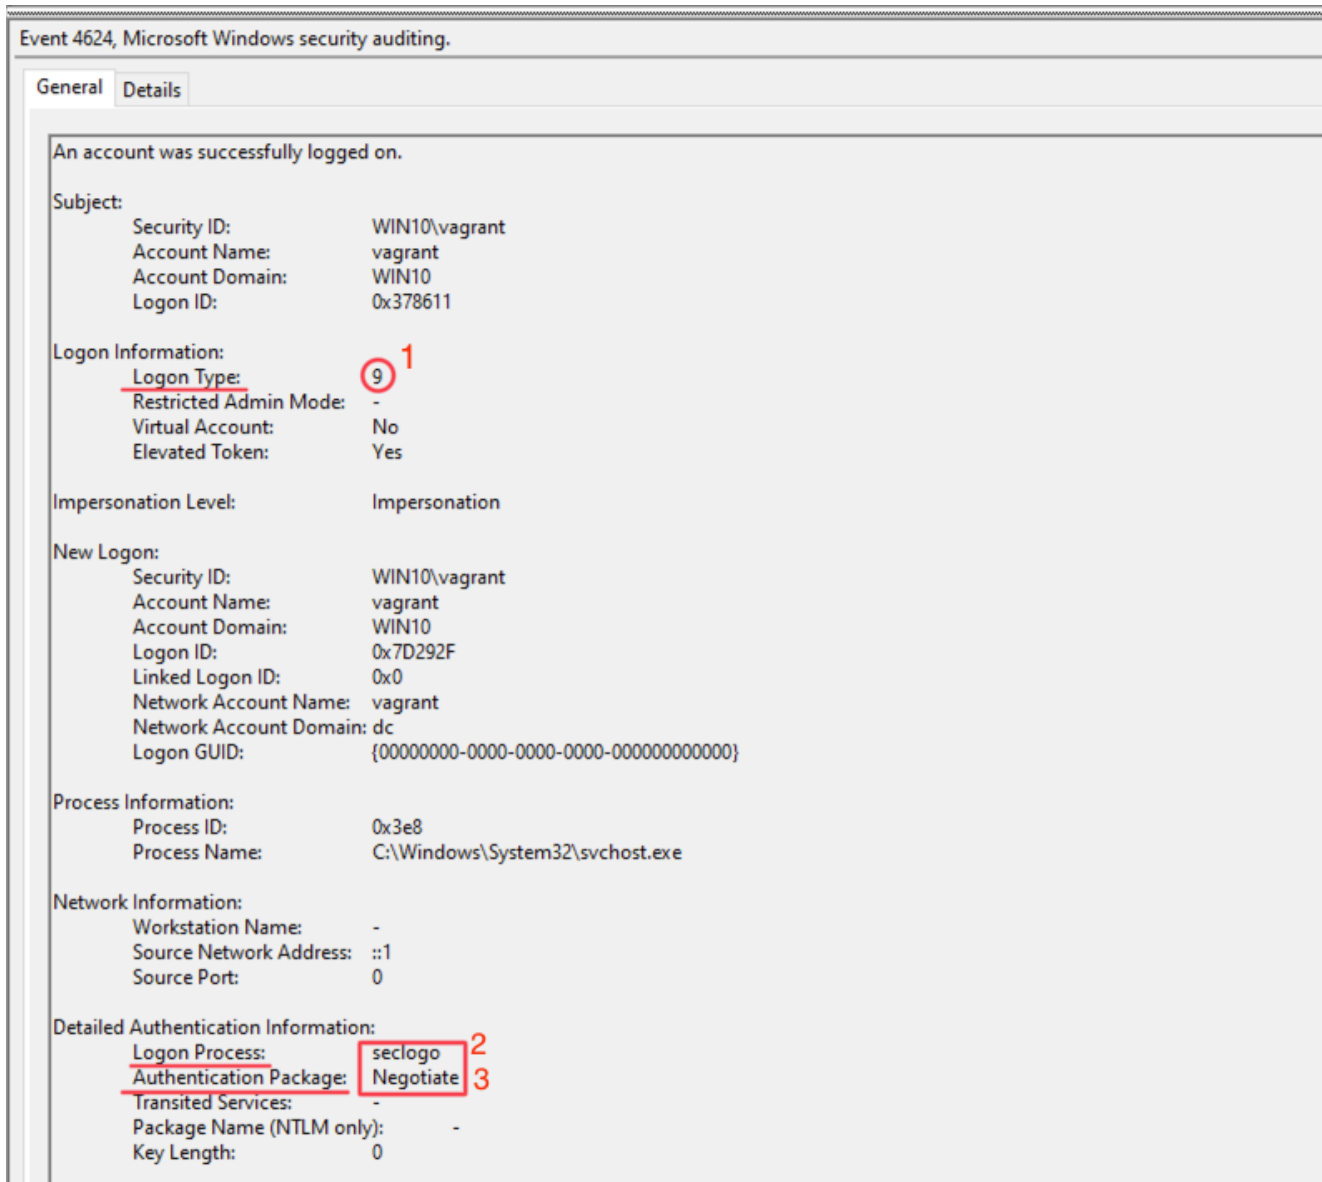 Event 4624, Microsoft Windows security auditing.
General Details
An account was successfully logged on.
Subject:
Security ID: WIN10\vagrant
Account Name: vagrant
Account Domain: WIN10
Logon ID: 0x378611
Logon Information: 1
Logon Type: 9
Restricted Admin Mode: -
Virtual Account: No
Elevated Token: Yes
Impersonation Level: Impersonation
New Logon:
Security ID: WIN10\vagrant
Account Name: vagrant
Account Domain: WIN10
Logon ID: 0x7D292F
Linked Logon ID: 0x0
Network Account Name: vagrant
Network Account Domain: dc
Logon GUID: {00000000-0000-0000-0000-000000000000}
Process Information:
Process ID: 0x3e8
Process Name: C:\Windows\System32\svchost.exe
Network Information:
Workstation Name: -
Source Network Address: ::1
Source Port: 0
Detailed Authentication Information:
Logon Process: seclogo 2
Authentication Package: Negotiate 3
Transited Services: -
Package Name (NTLM only): -
Key Length: 0